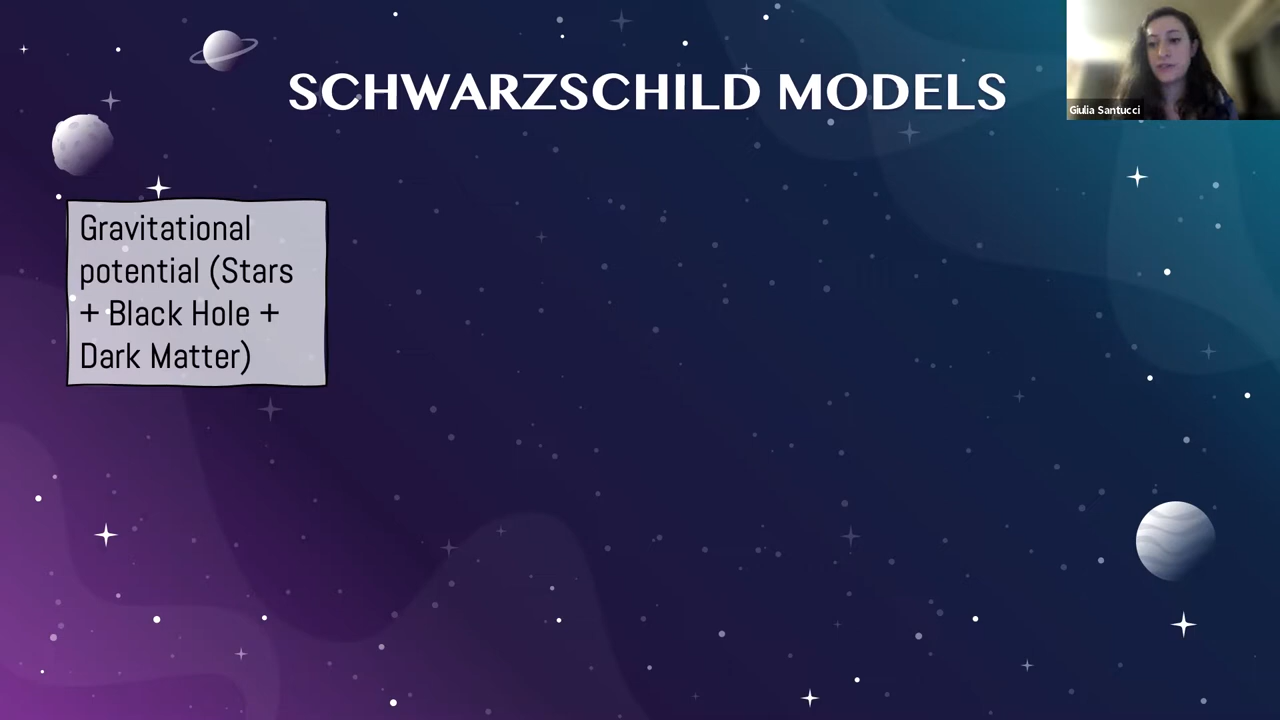 SCHWARZSCHILD MODELS
Giulia Santucci
Gravitational
potential (Stars
+ Black Hole +
Dark Matter)